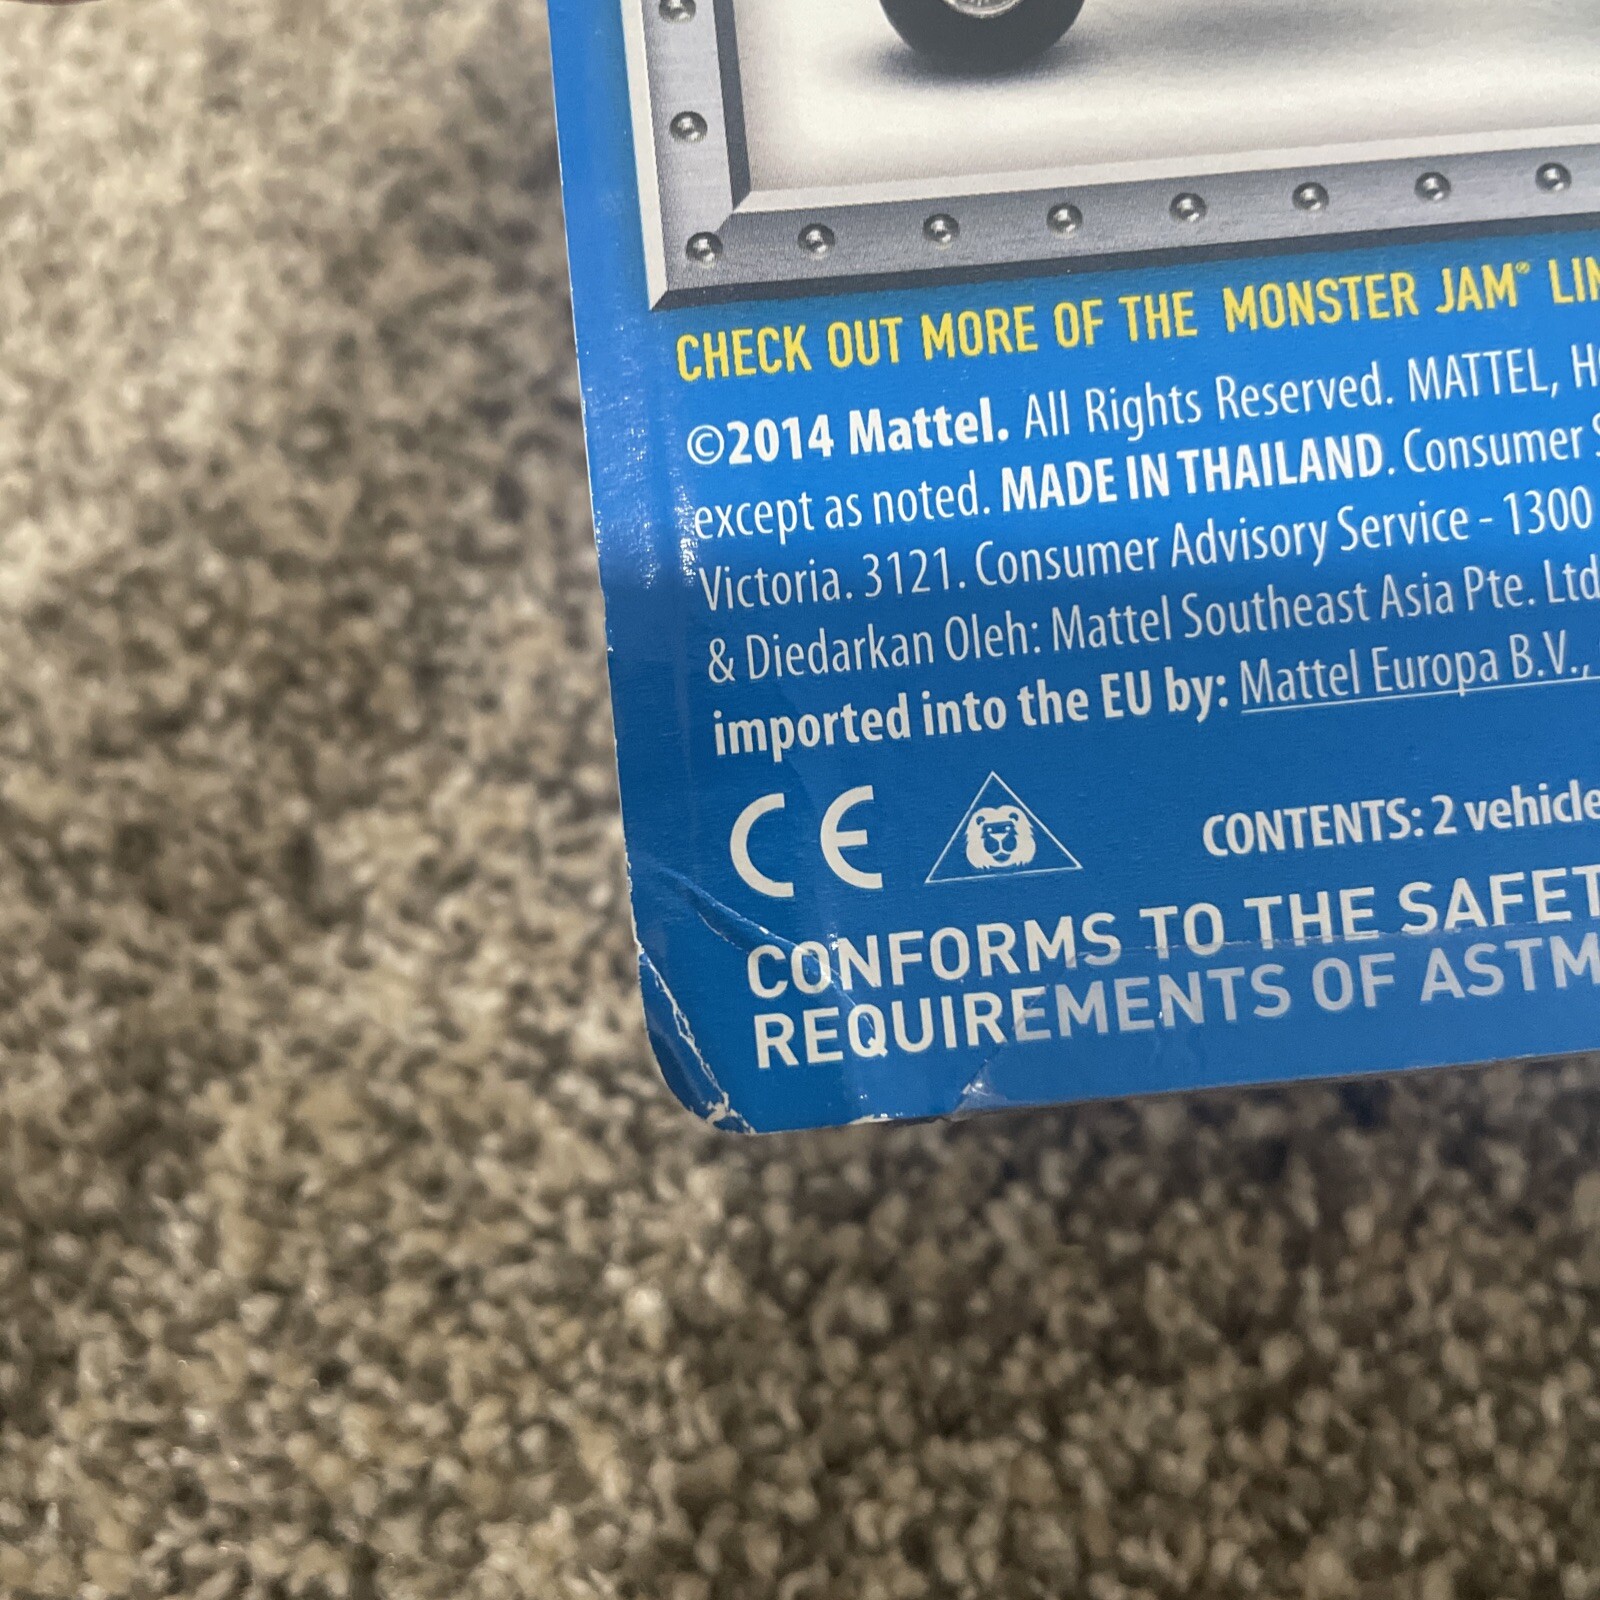 CHECK OUT MORE OF THE MONSTER JAM®
©2014 Mattel. All Rights Reserved. MATTEL,
except as noted. MADE IN THAILAND. Consumer
Victoria. 3121. Consumer Advisory Service - 1300
& Diedarkan Oleh: Mattel Southeast Asia Pte. Ltd
imported into the EU by: Mattel Europa B.V.,
CE
CONTENTS: 2 vehicle
CONFORMS TO THE SAFET
REQUIREMENTS OF ASTM